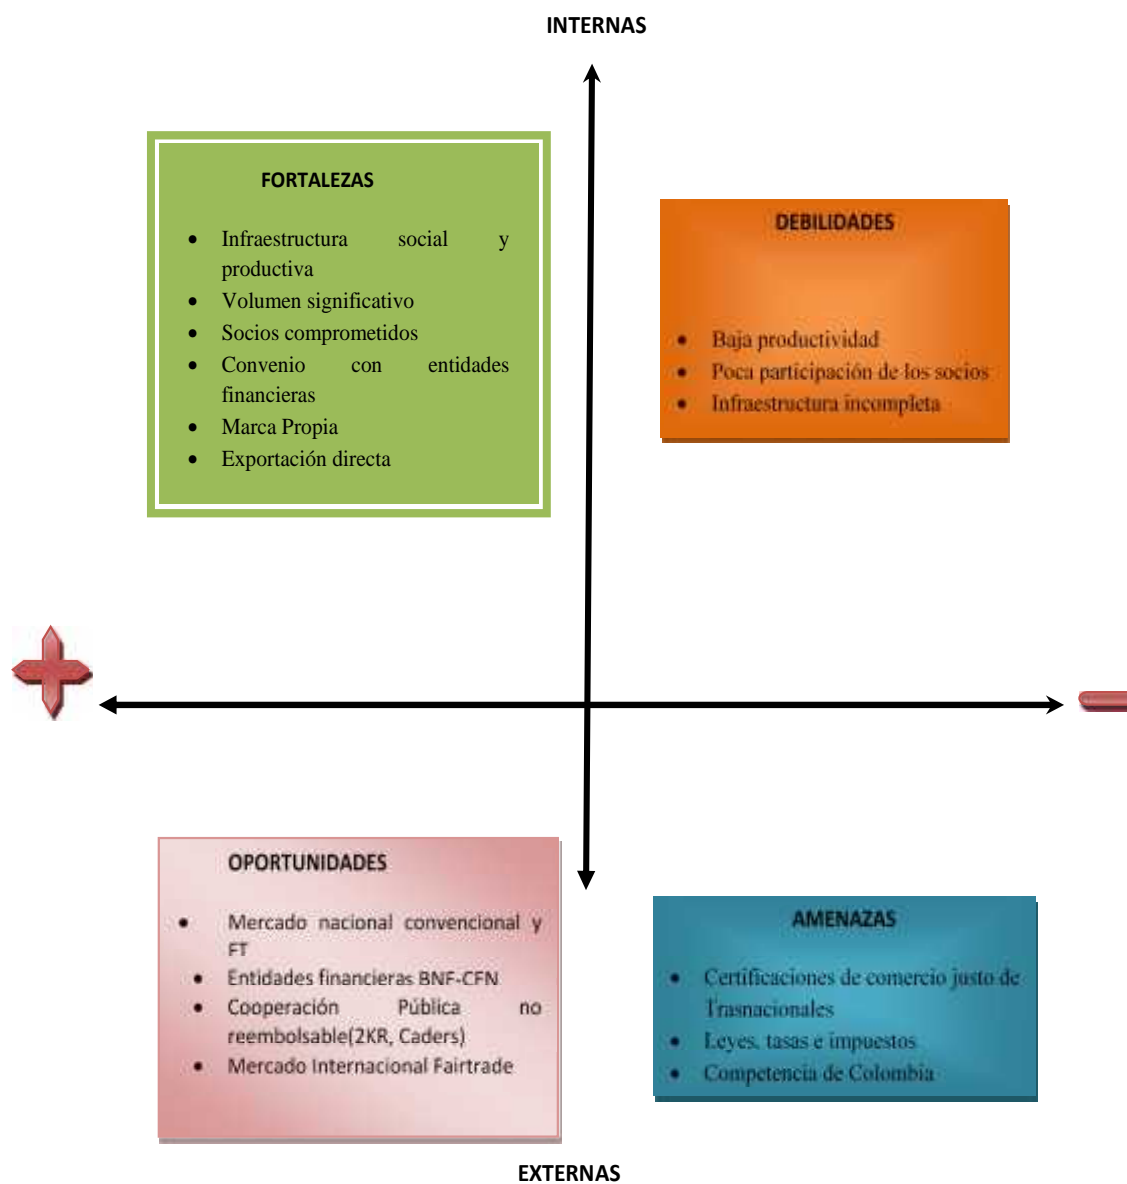 INTERNAS
FORTALEZAS
• Infraestructura social y
productiva
• Volumen significativo
• Socios comprometidos
• Convenio con entidades
financieras
• Marca Propia
• Exportación directa
DEBILIDADES
• Baja productividad
• Poca participación de los socios
• Infraestructura incompleta
OPORTUNIDADES
• Mercado nacional convencional y
FT
• Entidades financieras BNF-CFN
• Cooperación Pública no
reembolsable(2KR, Caders)
• Mercado Internacional Fairtrade
AMENAZAS
• Certificaciones de comercio justo de
Trasnacionales
• Leyes, tasas e impuestos
• Competencia de Colombia
EXTERNAS